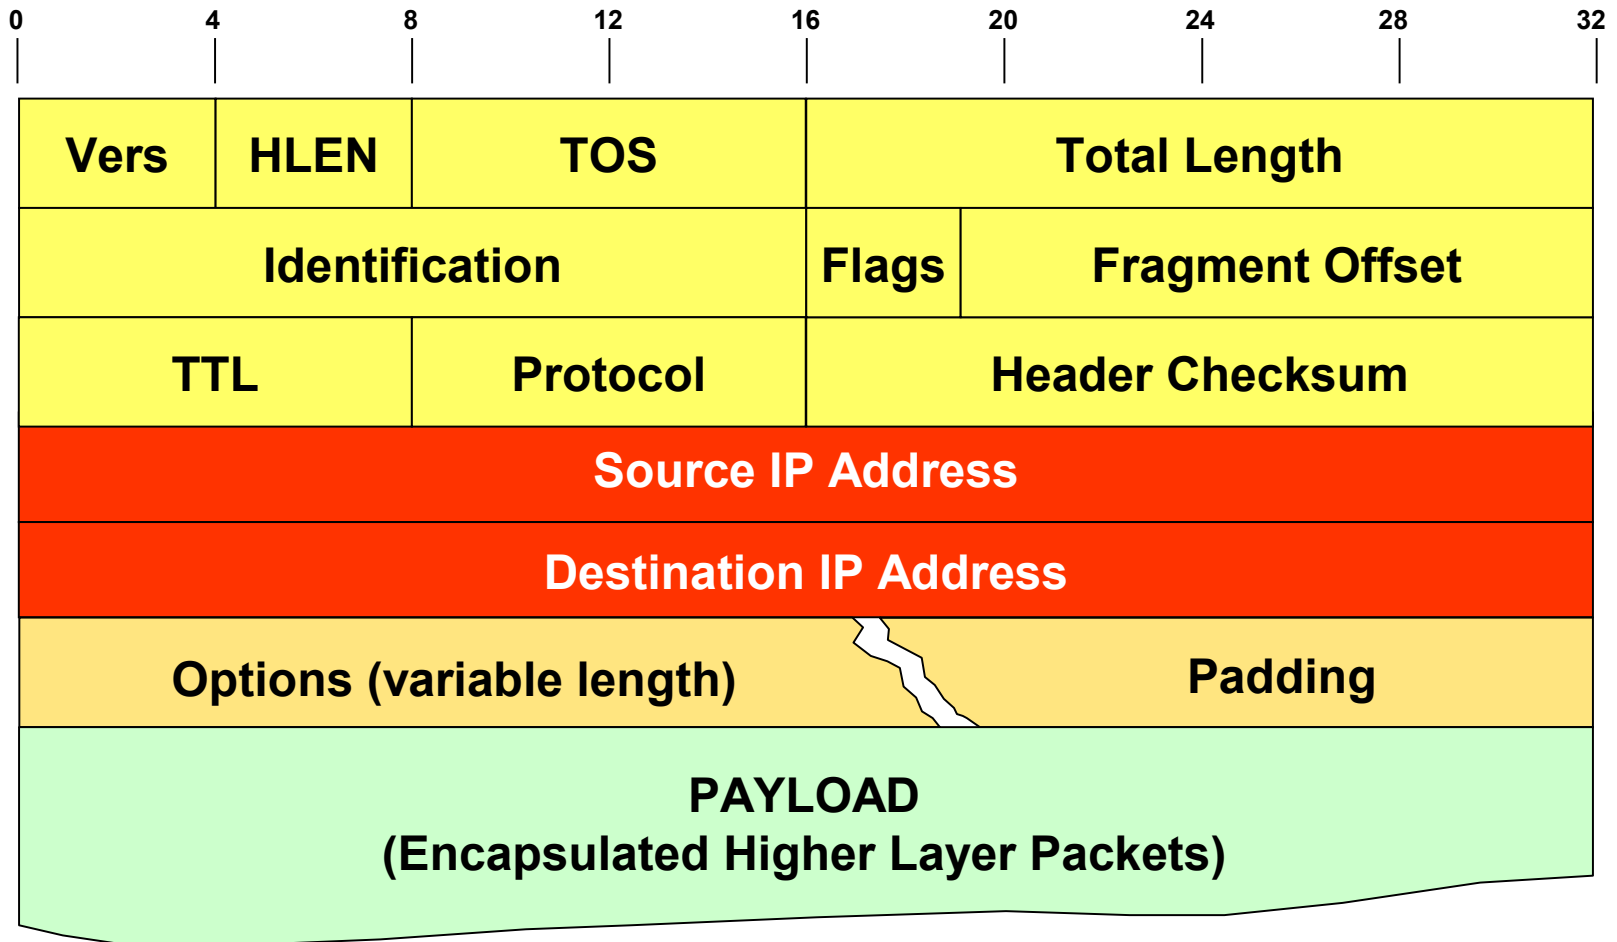 0 4 8 12 16 20 24 28 32
Vers HLEN TOS Total Length
Identification Flags Fragment Offset
TTL Protocol Header Checksum
Source IP Address
Destination IP Address
Options (variable length) Padding
PAYLOAD
(Encapsulated Higher Layer Packets)